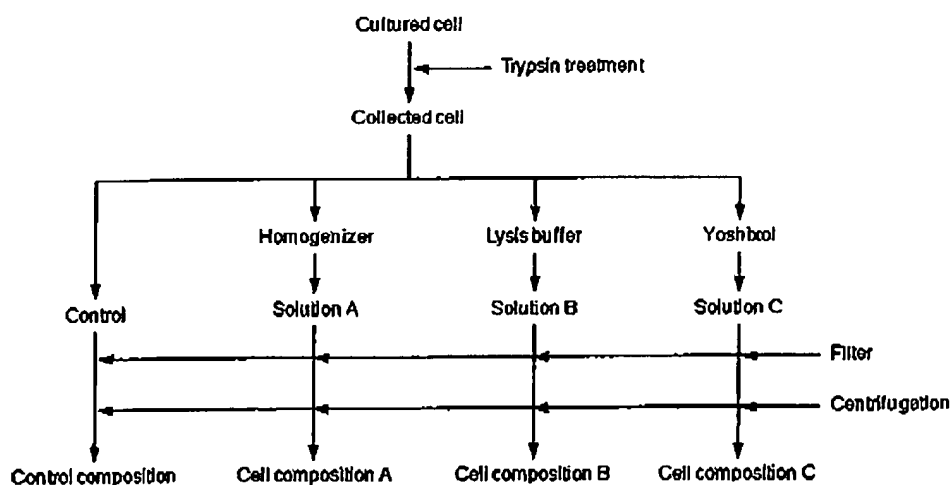 Cultured cell
Trypsin treatment
Collected cell
Homogenizer
Lysis buffer
Yoshixol
Control
Solution A
Solution B
Solution C
Filter
Centrifugation
Control composition
Cell composition A
Cell composition B
Cell composition C